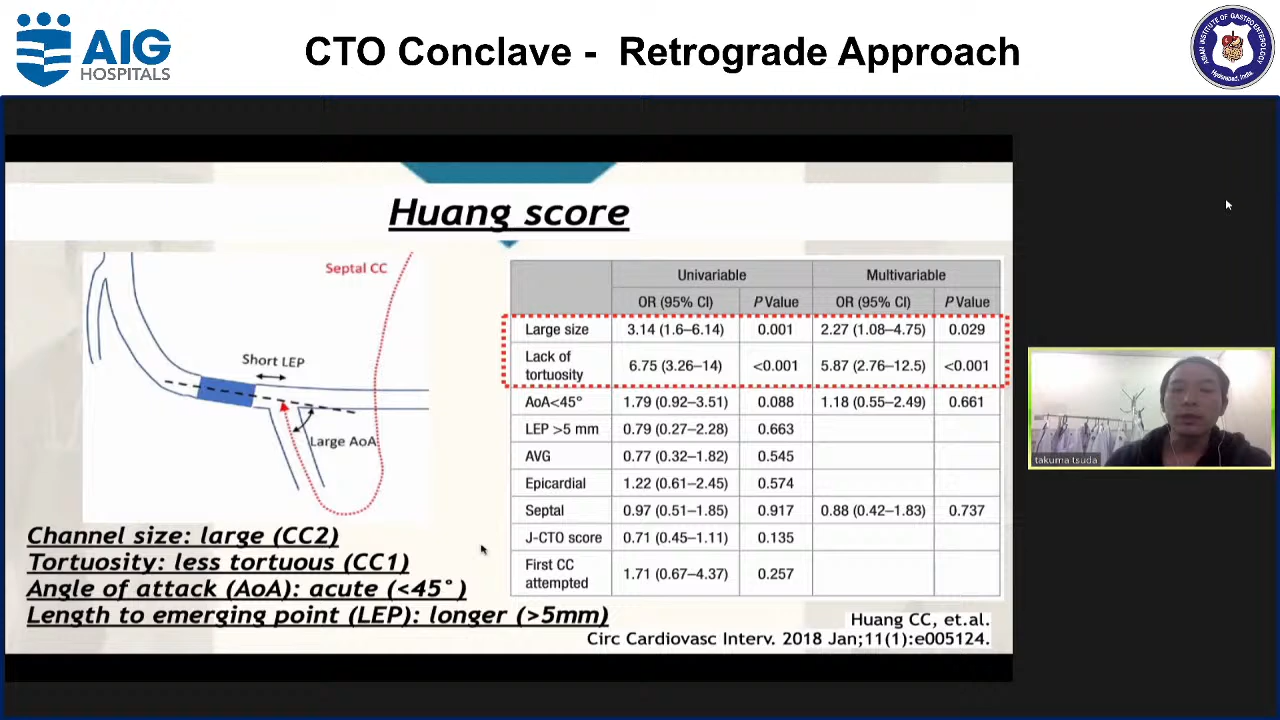 AIG
HOSPITALS
CTO Conclave - Retrograde Approach
ASIAN INSTITUTE OF GASTROENTEROLOGY
Hyderabad, India.
Huang score
Septal CC
Short LEP
Large AoA
Channel size: large (CC2)
Tortuosity: less tortuous (CC1)
Angle of attack (AoA): acute (<45°)
Length to emerging point (LEP): longer (>5mm)
Univariable Multivariable
OR (95% CI) P Value OR (95% CI) P Value
Large size 3.14 (1.6–6.14) 0.001 2.27 (1.08–4.75) 0.029
Lack of
tortuosity 6.75 (3.26–14) <0.001 5.87 (2.76–12.5) <0.001
AoA<45° 1.79 (0.92–3.51) 0.088 1.18 (0.55–2.49) 0.661
LEP >5 mm 0.79 (0.27–2.28) 0.663
AVG 0.77 (0.32–1.82) 0.545
Epicardial 1.22 (0.61–2.45) 0.574
Septal 0.97 (0.51–1.85) 0.917 0.88 (0.42–1.83) 0.737
J-CTO score 0.71 (0.45–1.11) 0.135
First CC
attempted 1.71 (0.67–4.37) 0.257
Huang CC, et.al.
Circ Cardiovasc Interv. 2018 Jan;11(1):e005124.
takuma tsuda